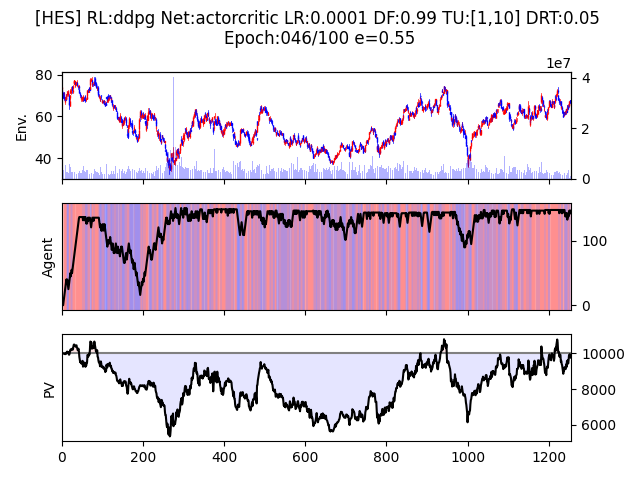 [HES] RL:ddpg Net:actorcritic LR:0.0001 DF:0.99 TU:[1,10] DRT:0.05
Epoch:046/100 e=0.55
1e7
80
60
40
Env.
4
2
0
Agent
100
0
PV
10000
8000
6000
0 200 400 600 800 1000 1200